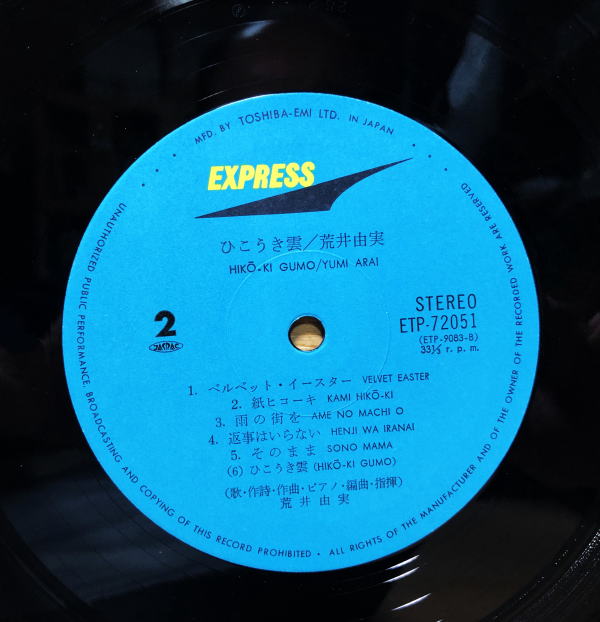 MFD. BY TOSHIBA-EMI LTD. IN JAPAN
EXPRESS
ひこうき雲/荒井由実
HIKŌ-KI GUMO/YUMI ARAI
STEREO
ETP-72051
(ETP-9083-B)
33⅓ r. p. m.
2
JASRAC
1. ベルベット・イースター VELVET EASTER
2. 紙ヒコーキ KAMI HIKŌ-KI
3. 雨の街を AME NO MACHI O
4. 返事はいらない HENJI WA IRANAI
5. そのまま SONO MAMA
(6) ひこうき雲 (HIKŌ-KI GUMO)
(歌・作詩・作曲・ピアノ・編曲・指揮)
荒井由実
UNAUTHORIZED PUBLIC PERFORMANCE, BROADCASTING AND COPYING OF THIS RECORD PROHIBITED • ALL RIGHTS OF THE MANUFACTURER AND OF THE OWNER OF THE RECORDED WORK ARE RESERVED